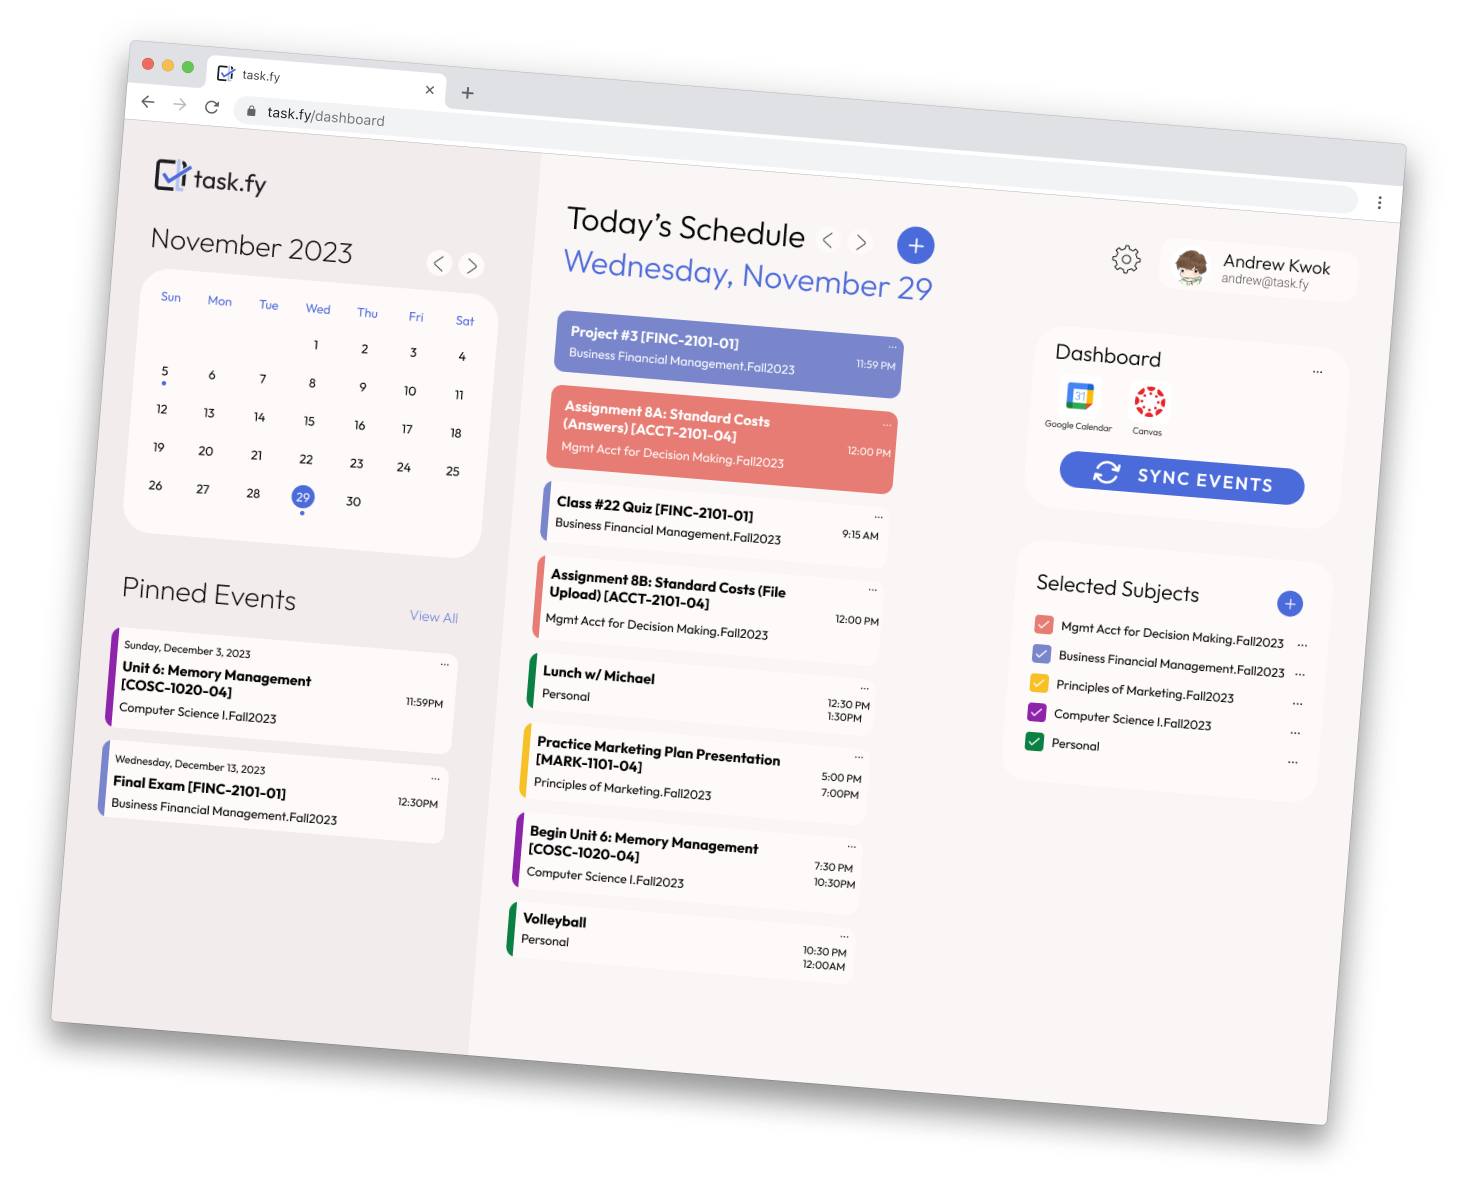 task.fy
task.fy/dashboard
task.fy
November 2023
Sun Mon Tue Wed Thu Fri Sat
1 2 3 4
5 6 7 8 9 10 11
12 13 14 15 16 17 18
19 20 21 22 23 24 25
26 27 28 29 30
Pinned Events
View All
Sunday, December 3, 2023
Unit 6: Memory Management
[COSC-1020-04]
11:59PM
Computer Science I.Fall2023
Wednesday, December 13, 2023
Final Exam [FINC-2101-01]
12:30PM
Business Financial Management.Fall2023
Today's Schedule
Wednesday, November 29
Project #3 [FINC-2101-01]
Business Financial Management.Fall2023
11:59 PM
Assignment 8A: Standard Costs
(Answers) [ACCT-2101-04]
12:00 PM
Mgmt Acct for Decision Making.Fall2023
Class #22 Quiz [FINC-2101-01]
Business Financial Management.Fall2023
9:15 AM
Assignment 8B: Standard Costs (File
Upload) [ACCT-2101-04]
12:00 PM
Mgmt Acct for Decision Making.Fall2023
Lunch w/ Michael
Personal
12:30 PM
1:30PM
Practice Marketing Plan Presentation
[MARK-1101-04]
Principles of Marketing.Fall2023
5:00 PM
7:00PM
Begin Unit 6: Memory Management
[COSC-1020-04]
Computer Science I.Fall2023
7:30 PM
10:30PM
Volleyball
Personal
10:30 PM
12:00AM
Andrew Kwok
andrew@task.fy
Dashboard
31
Google Calendar
Canvas
SYNC EVENTS
Selected Subjects
Mgmt Acct for Decision Making.Fall2023
Business Financial Management.Fall2023
Principles of Marketing.Fall2023
Computer Science I.Fall2023
Personal